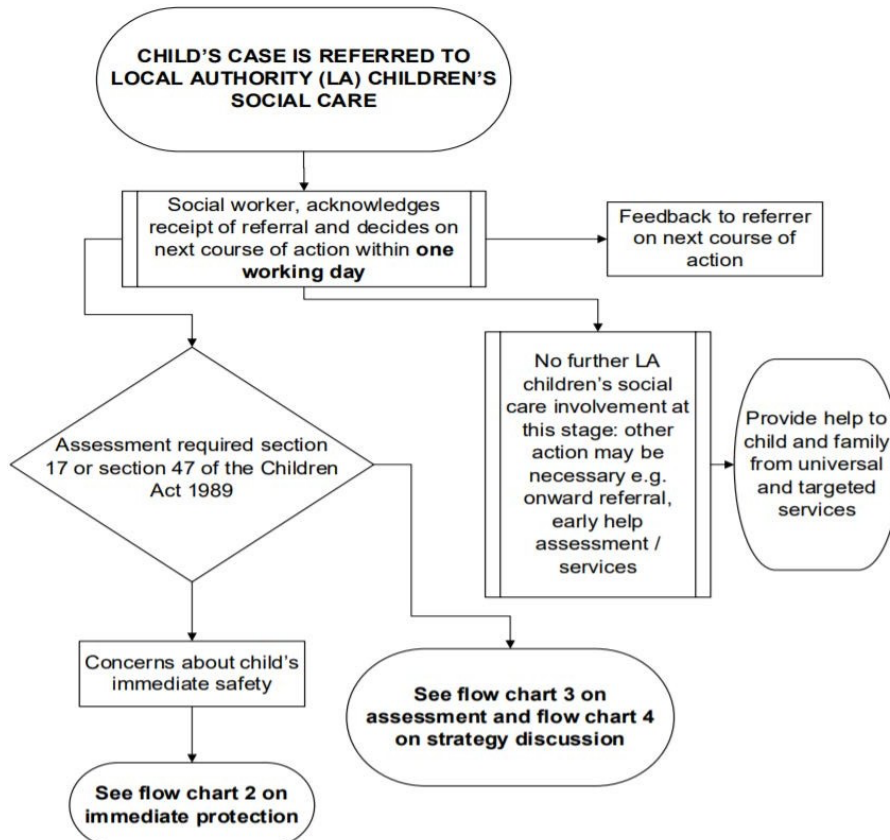 CHILD'S CASE IS REFERRED TO
LOCAL AUTHORITY (LA) CHILDREN'S
SOCIAL CARE
Social worker, acknowledges
receipt of referral and decides on
next course of action within one
working day
Feedback to referrer
on next course of
action
No further LA
children's social
care involvement at
this stage: other
action may be
necessary e.g.
onward referral,
early help
assessment /
services
Provide help to
child and family
from universal
and targeted
services
Assessment required section
17 or section 47 of the Children
Act 1989
Concerns about child's
immediate safety
See flow chart 3 on
assessment and flow chart 4
on strategy discussion
See flow chart 2 on
immediate protection